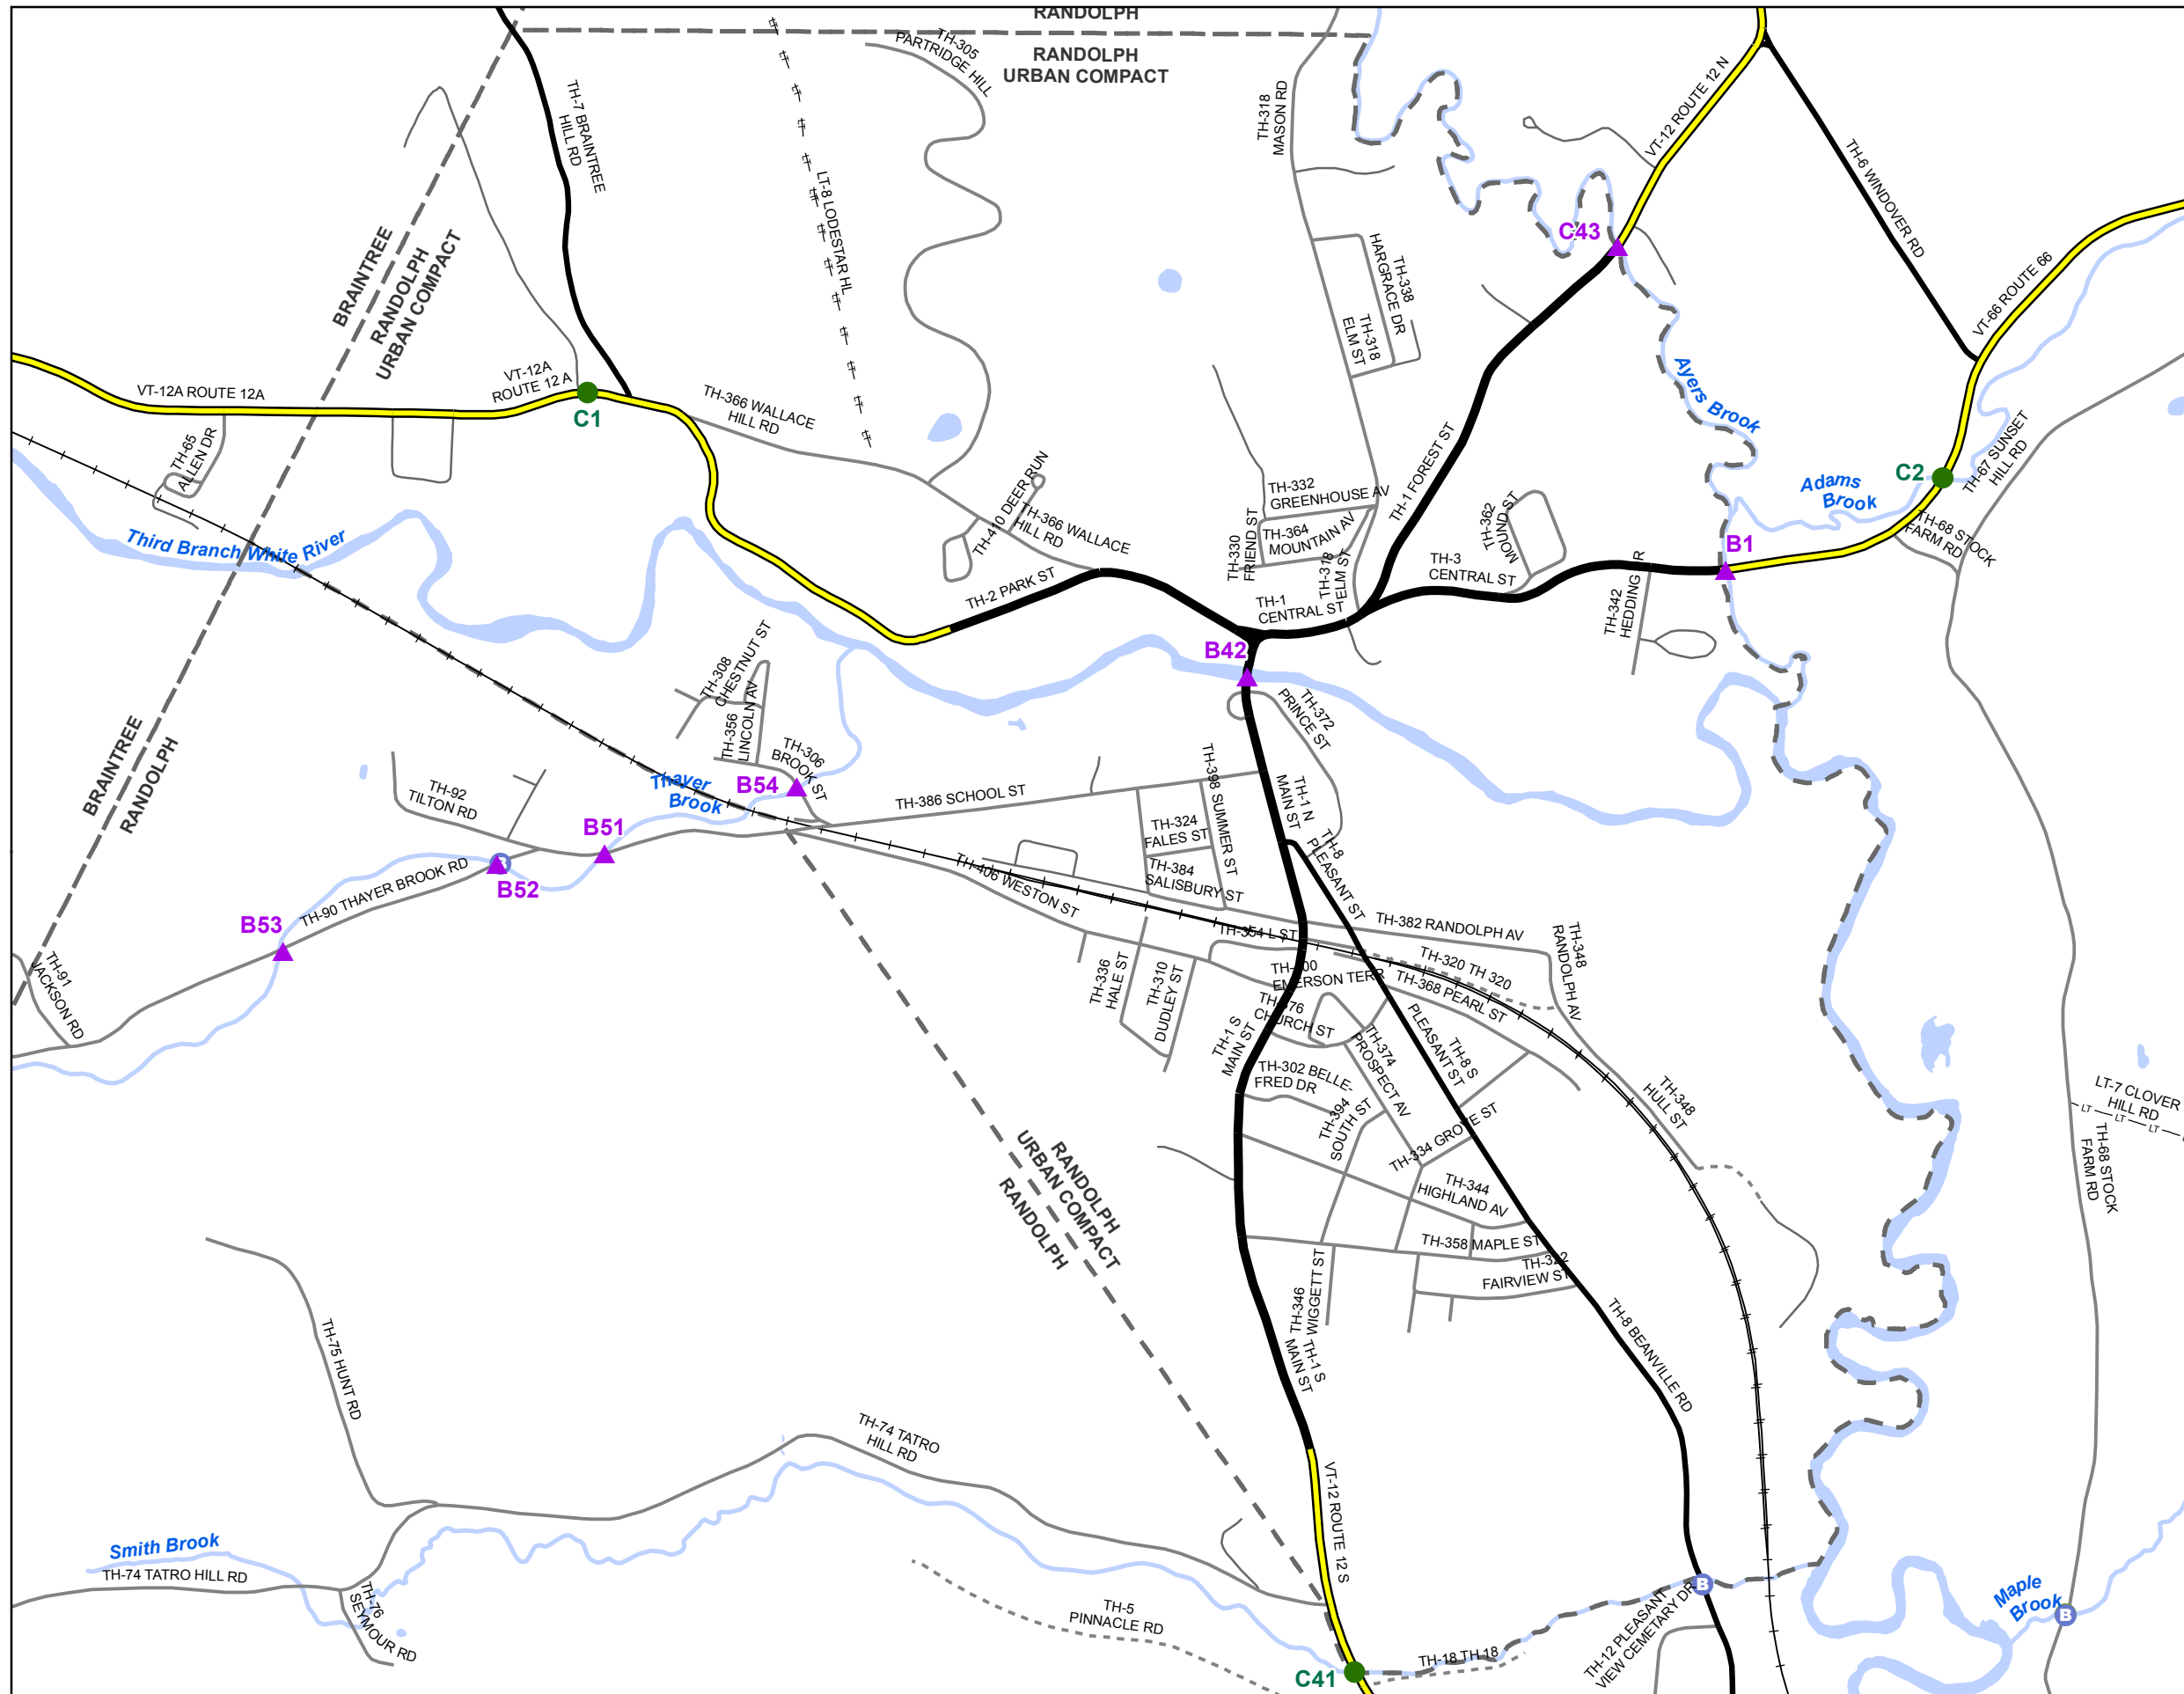 RANDOLPH
RANDOLPH
URBAN COMPACT
TH-305
PARTRIDGE HILL
TH-7 BRAINTREE
HILL RD
LT-8 LODESTAR HL
TH-318
MASON RD
VT-12 ROUTE 12 N
TH-6 WINDOVER RD
BRAINTREE
RANDOLPH
URBAN COMPACT
C43
TH-338
HARGRACE DR
TH-318
ELM ST
VT-66 ROUTE 66
VT-12A ROUTE 12A
VT-12A
ROUTE 12 A
C1
TH-366 WALLACE
HILL RD
Ayers Brook
TH-65
ALLEN DR
TH-1 FOREST ST
C2
TH-67 SUNSET
HILL RD
Adams
Brook
TH-410 DEER RUN
TH-332
GREENHOUSE AV
TH-364
MOUNTAIN AV
TH-330
FRIEND ST
TH-318
ELM ST
TH-362
MOUND ST
TH-366 WALLACE
HILL RD
TH-68 STOCK
FARM RD
Third Branch White River
B1
TH-3
CENTRAL ST
TH-2 PARK ST
TH-1
CENTRAL ST
TH-342
HEDDING R
B42
TH-308
CHESTNUT ST
TH-356
LINCOLN AV
TH-372
PRINCE ST
BRAINTREE
RANDOLPH
TH-306
BROOK ST
Thayer
Brook
B54
TH-92
TILTON RD
TH-386 SCHOOL ST
TH-398 SUMMER ST
TH-1 N
MAIN ST
B51
TH-324
FALES ST
TH-8
PLEASANT ST
B
B52
TH-384
SALISBURY ST
TH-406 WESTON ST
TH-90 THAYER BROOK RD
B53
TH-354 L ST
TH-382 RANDOLPH AV
TH-348
RANDOLPH AV
TH-91
JACKSON RD
TH-336
HALE ST
TH-310
DUDLEY ST
EMERSON TERR
TH-320 TH 320
TH-368 PEARL ST
CHURCH ST
TH-1 S
MAIN ST
TH-374
PROSPECT AV
TH-8 S
PLEASANT ST
PLEASANT ST
TH-302 BELLE-
FRED DR
TH-394
SOUTH ST
TH-348
HULL ST
TH-334 GROVE ST
LT-7 CLOVER
HILL RD
LT LT LT LT
TH-68 STOCK
FARM RD
RANDOLPH
URBAN COMPACT
RANDOLPH
TH-344
HIGHLAND AV
TH-358 MAPLE ST
TH-322
FAIRVIEW ST
TH-346
WIGGETT ST
TH-1 S
MAIN ST
TH-8 BEANVILLE RD
TH-75 HUNT RD
TH-74 TATRO
HILL RD
VT-12 ROUTE 12 S
Smith Brook
TH-74 TATRO HILL RD
TH-76
SEYMOUR RD
TH-5
PINNACLE RD
TH-18 TH 18
C41
TH-12 PLEASANT
VIEW CEMETARY DR
B
Maple
Brook
B